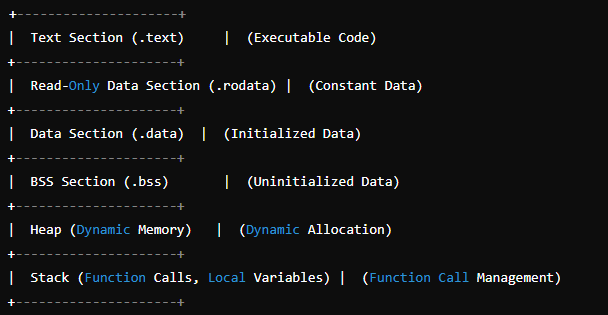 +---------------------+
|  Text Section (.text)     |  (Executable Code)
+---------------------+
|  Read-Only Data Section (.rodata) |  (Constant Data)
+---------------------+
|  Data Section (.data)  |  (Initialized Data)
+---------------------+
|  BSS Section (.bss)       |  (Uninitialized Data)
+---------------------+
|  Heap (Dynamic Memory)   |  (Dynamic Allocation)
+---------------------+
|  Stack (Function Calls, Local Variables) |  (Function Call Management)
+---------------------+